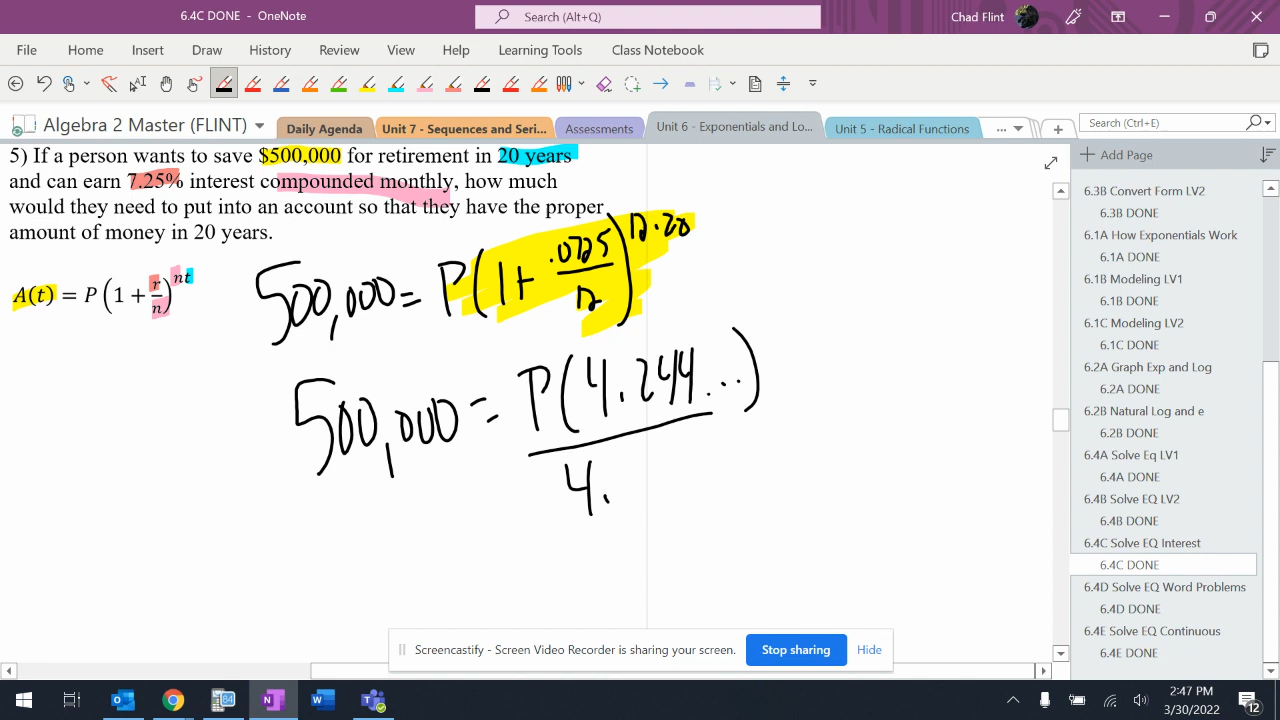 6.4C DONE - OneNote
Search (Alt+Q)
Chad Flint
File Home Insert Draw History Review View Help Learning Tools Class Notebook
Algebra 2 Master (FLINT)
Daily Agenda
Unit 7 - Sequences and Seri...
Assessments
Unit 6 - Exponentials and Lo...
Unit 5 - Radical Functions
...
Search (Ctrl+E)
5) If a person wants to save $500,000 for retirement in 20 years
and can earn 7.25% interest compounded monthly, how much
would they need to put into an account so that they have the proper
amount of money in 20 years.
A(t) = P(1 + r/n)^nt
500,000 = P(1 + .0725/12)^12·20
500,000 = P(4.244...)
4.
Add Page
6.3B Convert Form LV2
6.3B DONE
6.1A How Exponentials Work
6.1A DONE
6.1B Modeling LV1
6.1B DONE
6.1C Modeling LV2
6.1C DONE
6.2A Graph Exp and Log
6.2A DONE
6.2B Natural Log and e
6.2B DONE
6.4A Solve Eq LV1
6.4A DONE
6.4B Solve EQ LV2
6.4B DONE
6.4C Solve EQ Interest
6.4C DONE
6.4D Solve EQ Word Problems
6.4D DONE
6.4E Solve EQ Continuous
6.4E DONE
Screencastify - Screen Video Recorder is sharing your screen.
Stop sharing
Hide
84
2:47 PM
3/30/2022
12